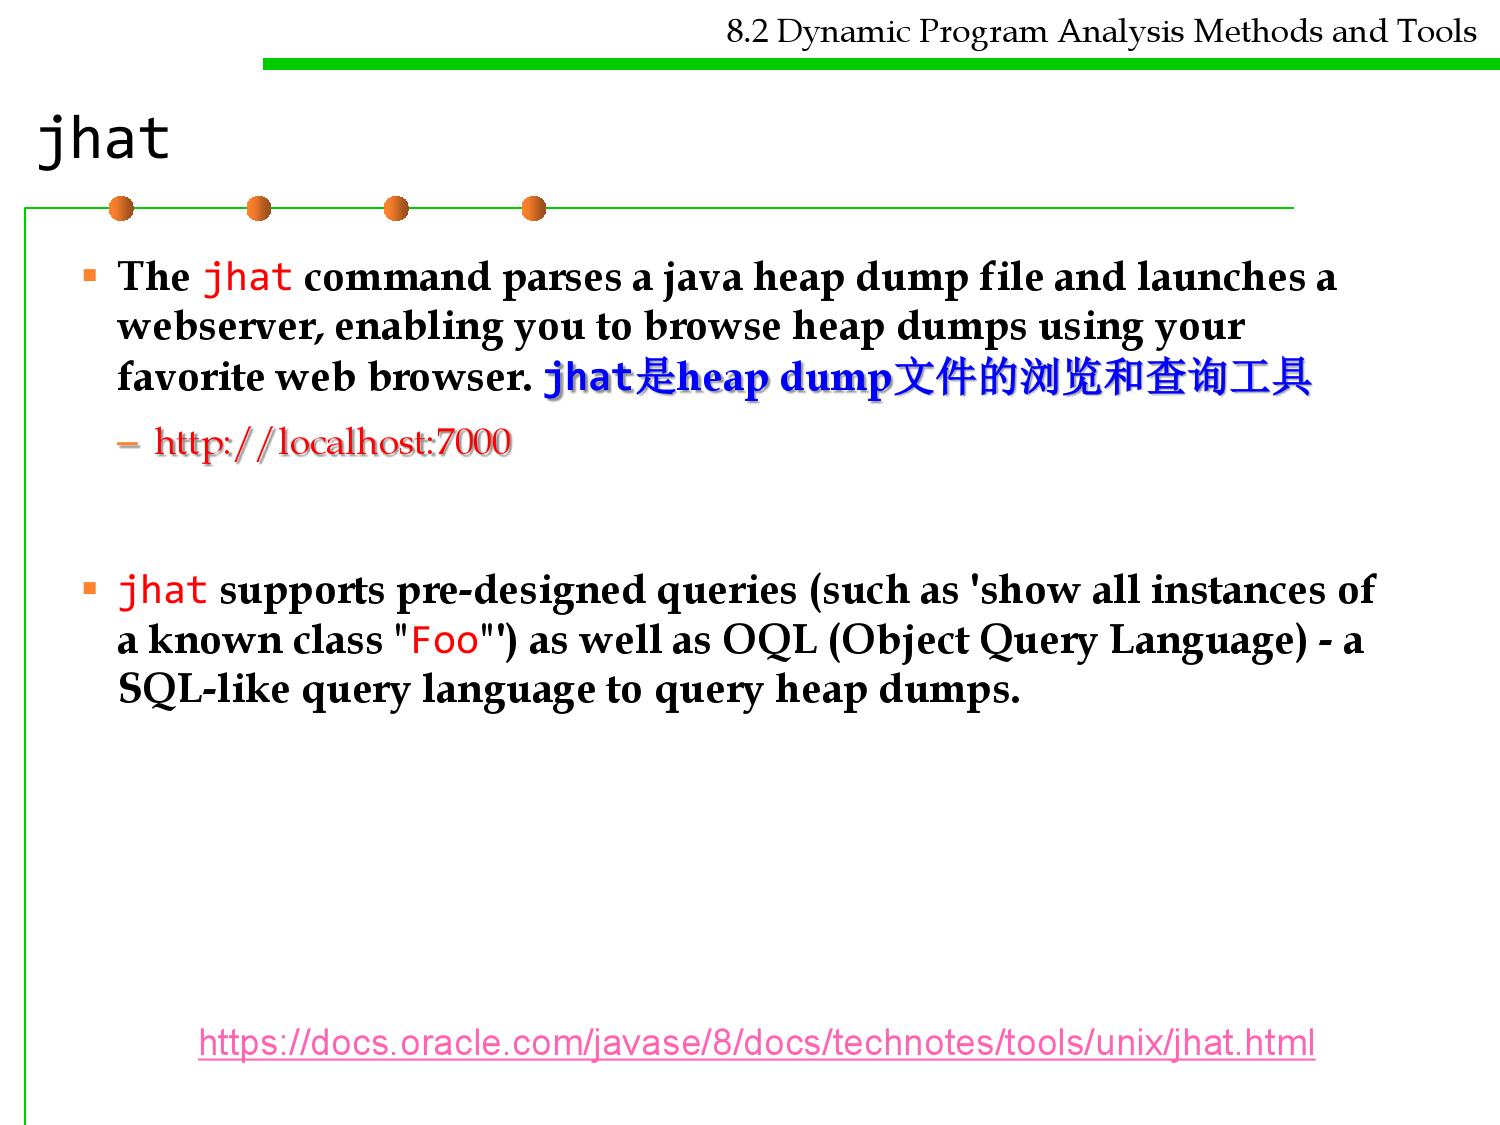 8.2 Dynamic Program Analysis Methods and Tools
jhat
▪ The jhat command parses a java heap dump file and launches a
webserver, enabling you to browse heap dumps using your
favorite web browser. jhat是heap dump文件的浏览和查询工具
– http://localhost:7000
▪ jhat supports pre-designed queries (such as 'show all instances of
a known class "Foo"') as well as OQL (Object Query Language) - a
SQL-like query language to query heap dumps.
https://docs.oracle.com/javase/8/docs/technotes/tools/unix/jhat.html